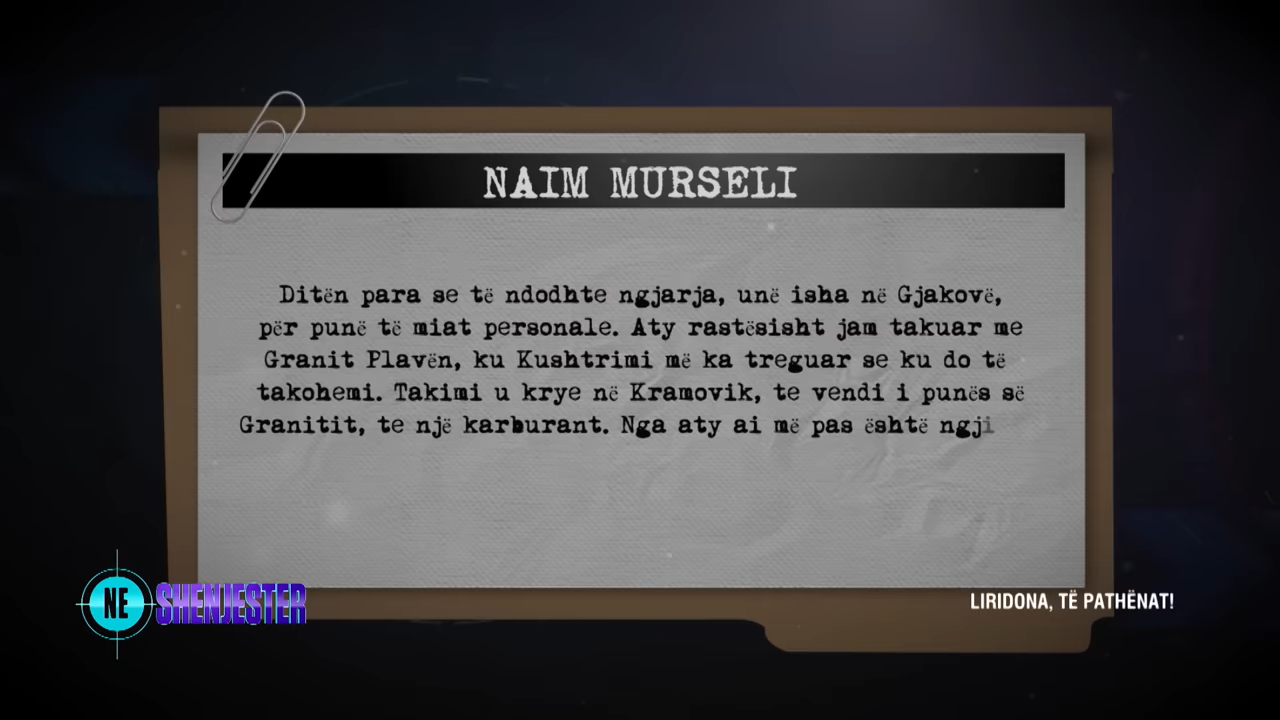 NAIM MURSELI
Ditën para se të ndodhte ngjarja, unë isha në Gjakovë,
për punë të miat personale. Aty rastësisht jam takuar me
Granit Plavën, ku Kushtrimi më ka treguar se ku do të
takohemi. Takimi u krye në Kramovik, te vendi i punës së
Granitit, te një karburant. Nga aty ai më pas është ngji
NE SHENJESTER
LIRIDONA, TË PATHËNAT!